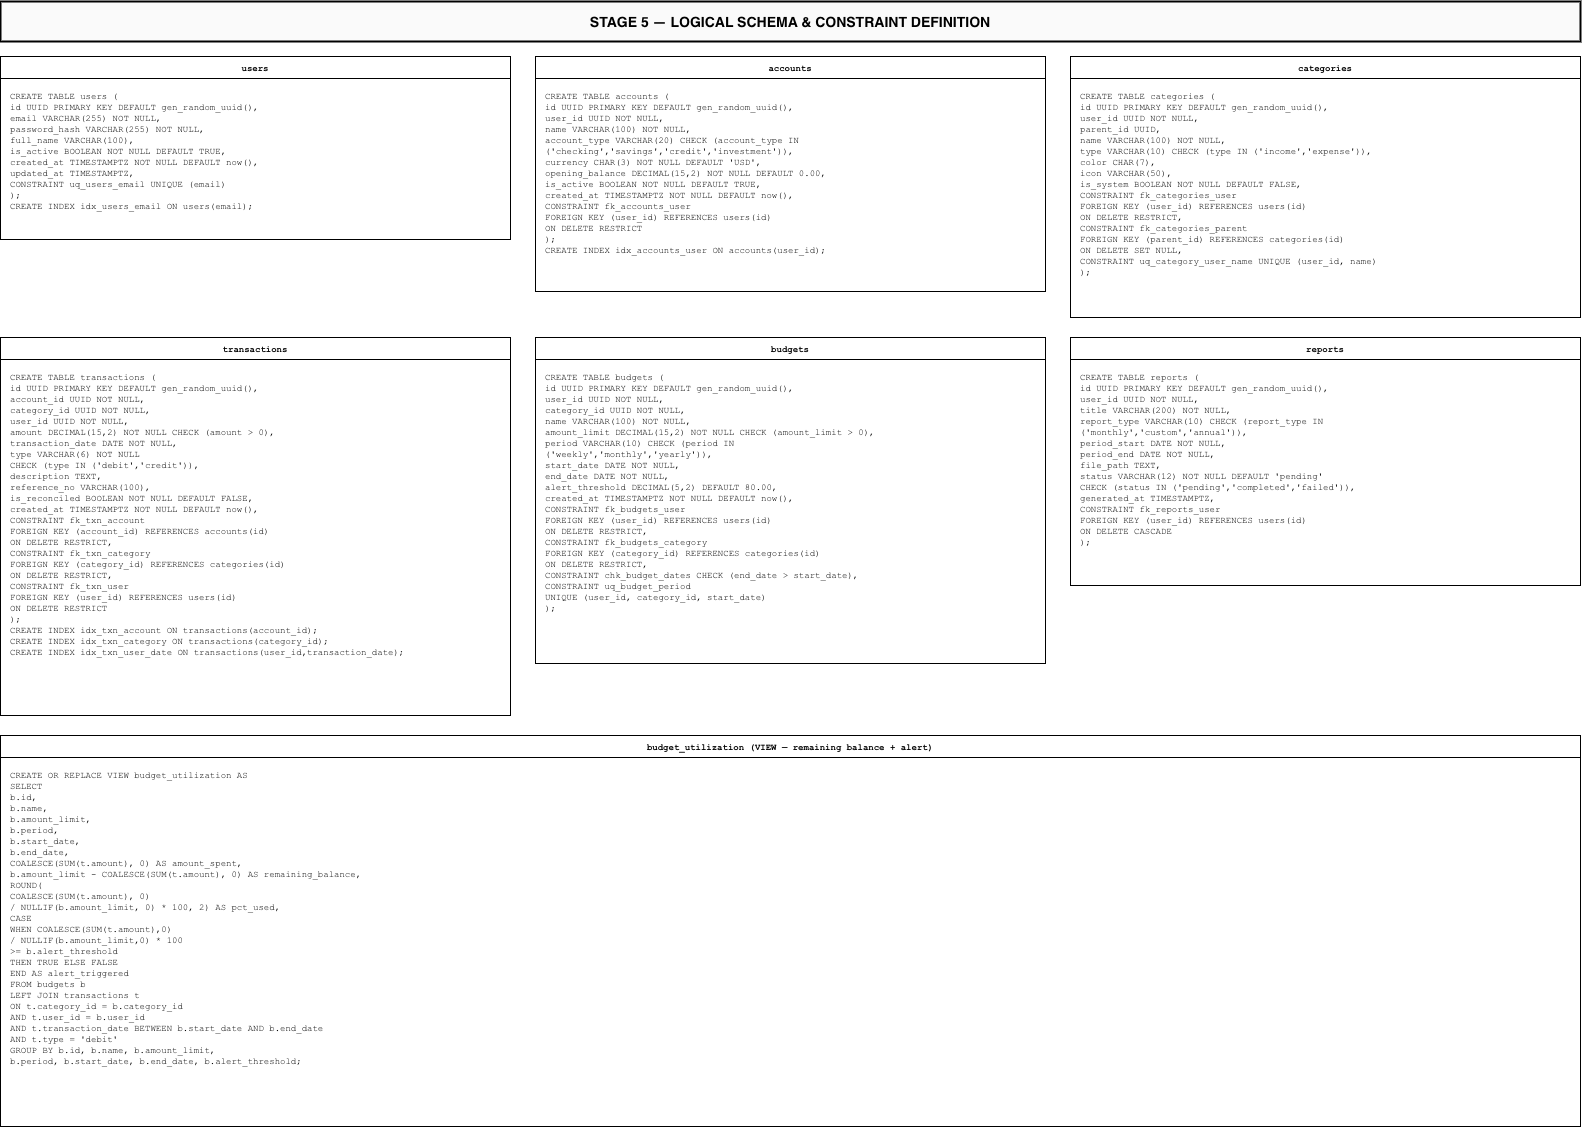 STAGE 5 — LOGICAL SCHEMA & CONSTRAINT DEFINITION
users
CREATE TABLE users (
id UUID PRIMARY KEY DEFAULT gen_random_uuid(),
email VARCHAR(255) NOT NULL,
password_hash VARCHAR(255) NOT NULL,
full_name VARCHAR(100),
is_active BOOLEAN NOT NULL DEFAULT TRUE,
created_at TIMESTAMPTZ NOT NULL DEFAULT now(),
updated_at TIMESTAMPTZ,
CONSTRAINT uq_users_email UNIQUE (email)
);
CREATE INDEX idx_users_email ON users(email);
accounts
CREATE TABLE accounts (
id UUID PRIMARY KEY DEFAULT gen_random_uuid(),
user_id UUID NOT NULL,
name VARCHAR(100) NOT NULL,
account_type VARCHAR(20) CHECK (account_type IN
('checking','savings','credit','investment')),
currency CHAR(3) NOT NULL DEFAULT 'USD',
opening_balance DECIMAL(15,2) NOT NULL DEFAULT 0.00,
is_active BOOLEAN NOT NULL DEFAULT TRUE,
created_at TIMESTAMPTZ NOT NULL DEFAULT now(),
CONSTRAINT fk_accounts_user
FOREIGN KEY (user_id) REFERENCES users(id)
ON DELETE RESTRICT
);
CREATE INDEX idx_accounts_user ON accounts(user_id);
categories
CREATE TABLE categories (
id UUID PRIMARY KEY DEFAULT gen_random_uuid(),
user_id UUID NOT NULL,
parent_id UUID,
name VARCHAR(100) NOT NULL,
type VARCHAR(10) CHECK (type IN ('income','expense')),
color CHAR(7),
icon VARCHAR(50),
is_system BOOLEAN NOT NULL DEFAULT FALSE,
CONSTRAINT fk_categories_user
FOREIGN KEY (user_id) REFERENCES users(id)
ON DELETE RESTRICT,
CONSTRAINT fk_categories_parent
FOREIGN KEY (parent_id) REFERENCES categories(id)
ON DELETE SET NULL,
CONSTRAINT uq_category_user_name UNIQUE (user_id, name)
);
transactions
CREATE TABLE transactions (
id UUID PRIMARY KEY DEFAULT gen_random_uuid(),
account_id UUID NOT NULL,
category_id UUID NOT NULL,
user_id UUID NOT NULL,
amount DECIMAL(15,2) NOT NULL CHECK (amount > 0),
transaction_date DATE NOT NULL,
type VARCHAR(6) NOT NULL
CHECK (type IN ('debit','credit')),
description TEXT,
reference_no VARCHAR(100),
is_reconciled BOOLEAN NOT NULL DEFAULT FALSE,
created_at TIMESTAMPTZ NOT NULL DEFAULT now(),
CONSTRAINT fk_txn_account
FOREIGN KEY (account_id) REFERENCES accounts(id)
ON DELETE RESTRICT,
CONSTRAINT fk_txn_category
FOREIGN KEY (category_id) REFERENCES categories(id)
ON DELETE RESTRICT,
CONSTRAINT fk_txn_user
FOREIGN KEY (user_id) REFERENCES users(id)
ON DELETE RESTRICT
);
CREATE INDEX idx_txn_account ON transactions(account_id);
CREATE INDEX idx_txn_category ON transactions(category_id);
CREATE INDEX idx_txn_user_date ON transactions(user_id,transaction_date);
budgets
CREATE TABLE budgets (
id UUID PRIMARY KEY DEFAULT gen_random_uuid(),
user_id UUID NOT NULL,
category_id UUID NOT NULL,
name VARCHAR(100) NOT NULL,
amount_limit DECIMAL(15,2) NOT NULL CHECK (amount_limit > 0),
period VARCHAR(10) CHECK (period IN
('weekly','monthly','yearly')),
start_date DATE NOT NULL,
end_date DATE NOT NULL,
alert_threshold DECIMAL(5,2) DEFAULT 80.00,
created_at TIMESTAMPTZ NOT NULL DEFAULT now(),
CONSTRAINT fk_budgets_user
FOREIGN KEY (user_id) REFERENCES users(id)
ON DELETE RESTRICT,
CONSTRAINT fk_budgets_category
FOREIGN KEY (category_id) REFERENCES categories(id)
ON DELETE RESTRICT,
CONSTRAINT chk_budget_dates CHECK (end_date > start_date),
CONSTRAINT uq_budget_period
UNIQUE (user_id, category_id, start_date)
);
reports
CREATE TABLE reports (
id UUID PRIMARY KEY DEFAULT gen_random_uuid(),
user_id UUID NOT NULL,
title VARCHAR(200) NOT NULL,
report_type VARCHAR(10) CHECK (report_type IN
('monthly','custom','annual')),
period_start DATE NOT NULL,
period_end DATE NOT NULL,
file_path TEXT,
status VARCHAR(12) NOT NULL DEFAULT 'pending'
CHECK (status IN ('pending','completed','failed')),
generated_at TIMESTAMPTZ,
CONSTRAINT fk_reports_user
FOREIGN KEY (user_id) REFERENCES users(id)
ON DELETE CASCADE
);
budget_utilization (VIEW — remaining balance + alert)
CREATE OR REPLACE VIEW budget_utilization AS
SELECT
b.id,
b.name,
b.amount_limit,
b.period,
b.start_date,
b.end_date,
COALESCE(SUM(t.amount), 0) AS amount_spent,
b.amount_limit - COALESCE(SUM(t.amount), 0) AS remaining_balance,
ROUND(
COALESCE(SUM(t.amount), 0)
/ NULLIF(b.amount_limit, 0) * 100, 2) AS pct_used,
CASE
WHEN COALESCE(SUM(t.amount),0)
/ NULLIF(b.amount_limit,0) * 100
>= b.alert_threshold
THEN TRUE ELSE FALSE
END AS alert_triggered
FROM budgets b
LEFT JOIN transactions t
ON t.category_id = b.category_id
AND t.user_id = b.user_id
AND t.transaction_date BETWEEN b.start_date AND b.end_date
AND t.type = 'debit'
GROUP BY b.id, b.name, b.amount_limit,
b.period, b.start_date, b.end_date, b.alert_threshold;